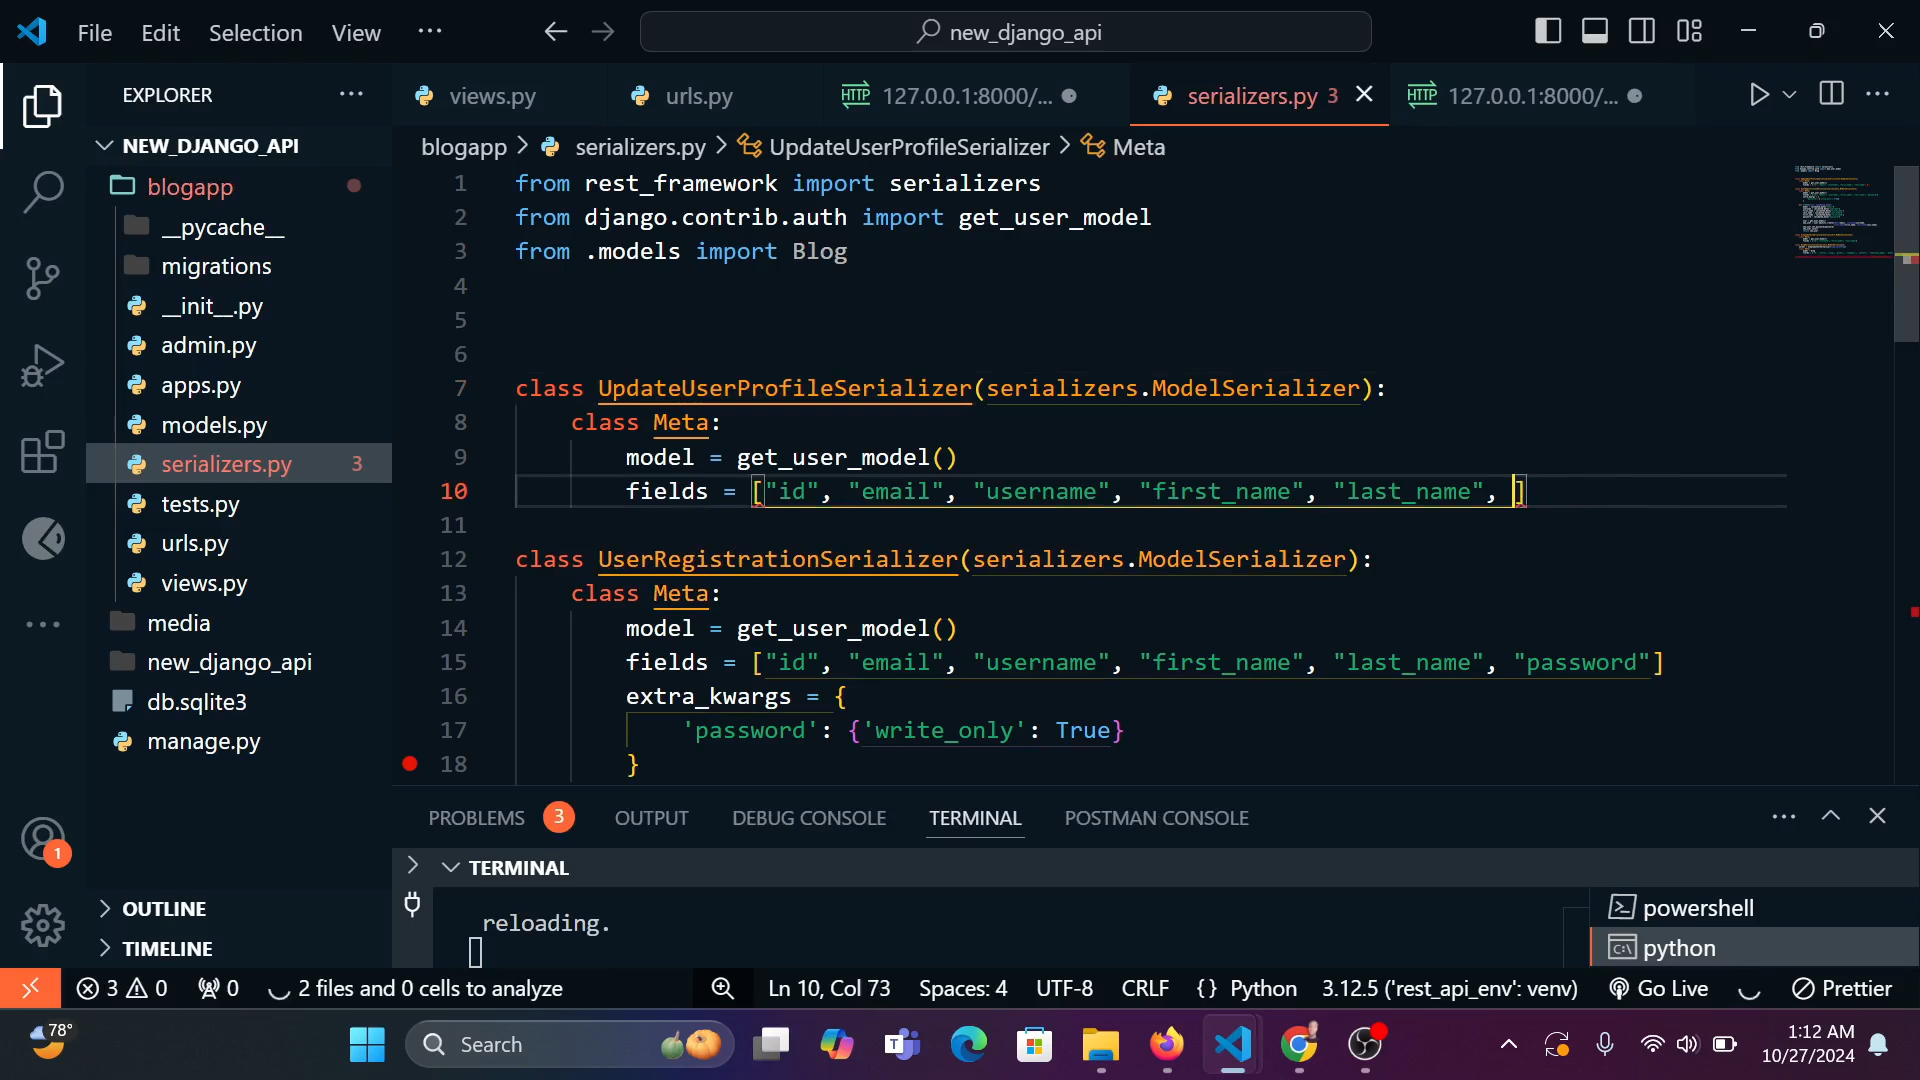 File Edit Selection View ···
new_django_api
EXPLORER
views.py
urls.py
HTTP 127.0.0.1:8000/...
serializers.py 3
HTTP 127.0.0.1:8000/...
NEW_DJANGO_API
blogapp
__pycache__
migrations
__init__.py
admin.py
apps.py
models.py
serializers.py 3
tests.py
urls.py
views.py
media
new_django_api
db.sqlite3
manage.py
OUTLINE
TIMELINE
1
blogapp > serializers.py > UpdateUserProfileSerializer > Meta
1 from rest_framework import serializers
2 from django.contrib.auth import get_user_model
3 from .models import Blog
4
5
6
7 class UpdateUserProfileSerializer(serializers.ModelSerializer):
8 class Meta:
9 model = get_user_model()
10 fields = ["id", "email", "username", "first_name", "last_name", ]
11
12 class UserRegistrationSerializer(serializers.ModelSerializer):
13 class Meta:
14 model = get_user_model()
15 fields = ["id", "email", "username", "first_name", "last_name", "password"]
16 extra_kwargs = {
17 'password': {'write_only': True}
18 }
PROBLEMS 3 OUTPUT DEBUG CONSOLE TERMINAL POSTMAN CONSOLE
TERMINAL
reloading.
powershell
python
3 0 0 2 files and 0 cells to analyze Ln 10, Col 73 Spaces: 4 UTF-8 CRLF {} Python 3.12.5 ('rest_api_env': venv) Go Live Prettier
78°
Search
1:12 AM
10/27/2024